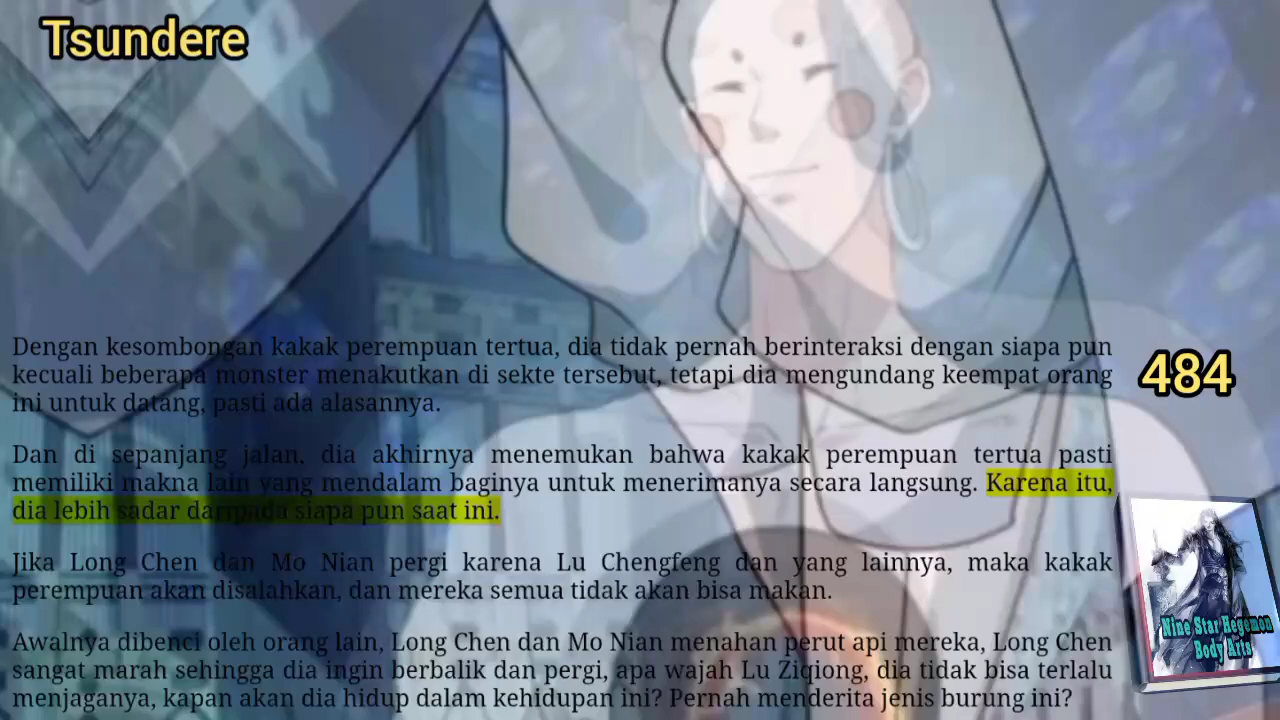 Tsundere
Dengan kesombongan kakak perempuan tertua, dia tidak pernah berinteraksi dengan siapa pun
kecuali beberapa monster menakutkan di sekte tersebut, tetapi dia mengundang keempat orang
ini untuk datang, pasti ada alasannya.
484
Dan di sepanjang jalan, dia akhirnya menemukan bahwa kakak perempuan tertua pasti
memiliki makna lain yang mendalam baginya untuk menerimanya secara langsung. Karena itu,
dia lebih sadar daripada siapa pun saat ini.
Jika Long Chen dan Mo Nian pergi karena Lu Chengfeng dan yang lainnya, maka kakak
perempuan akan disalahkan, dan mereka semua tidak akan bisa makan.
Awalnya dibenci oleh orang lain, Long Chen dan Mo Nian menahan perut api mereka, Long Chen
sangat marah sehingga dia ingin berbalik dan pergi, apa wajah Lu Ziqiong, dia tidak bisa terlalu
menjaganya, kapan akan dia hidup dalam kehidupan ini? Pernah menderita jenis burung ini?
Nine Star Hegemon
Body Arts